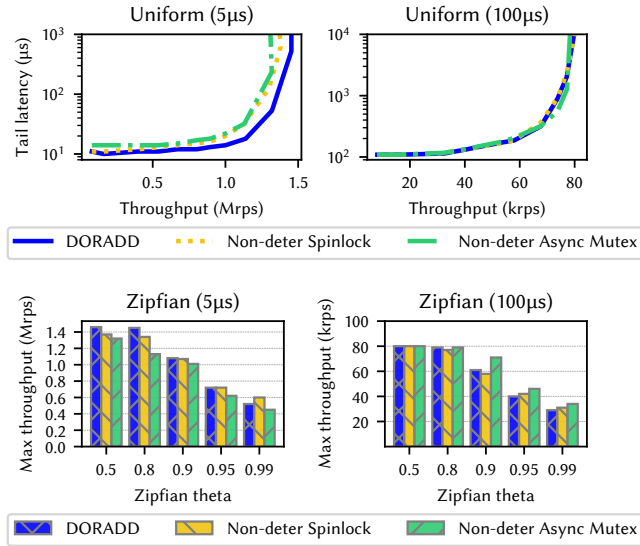 Uniform (5μs)
Uniform (100μs)
Tail latency (μs)
10³
10²
10¹
0.5
1.0
1.5
Throughput (Mrps)
10⁴
10³
10²
20
40
60
80
Throughput (krps)
DORADD
Non-deter Spinlock
Non-deter Async Mutex
Zipfian (5μs)
Zipfian (100μs)
Max throughput (Mrps)
1.4
1.2
1.0
0.8
0.6
0.4
0.2
0.0
0.5
0.8
0.9
0.95
0.99
Zipfian theta
Max throughput (krps)
100
80
60
40
20
0.5
0.8
0.9
0.95
0.99
Zipfian theta
DORADD
Non-deter Spinlock
Non-deter Async Mutex